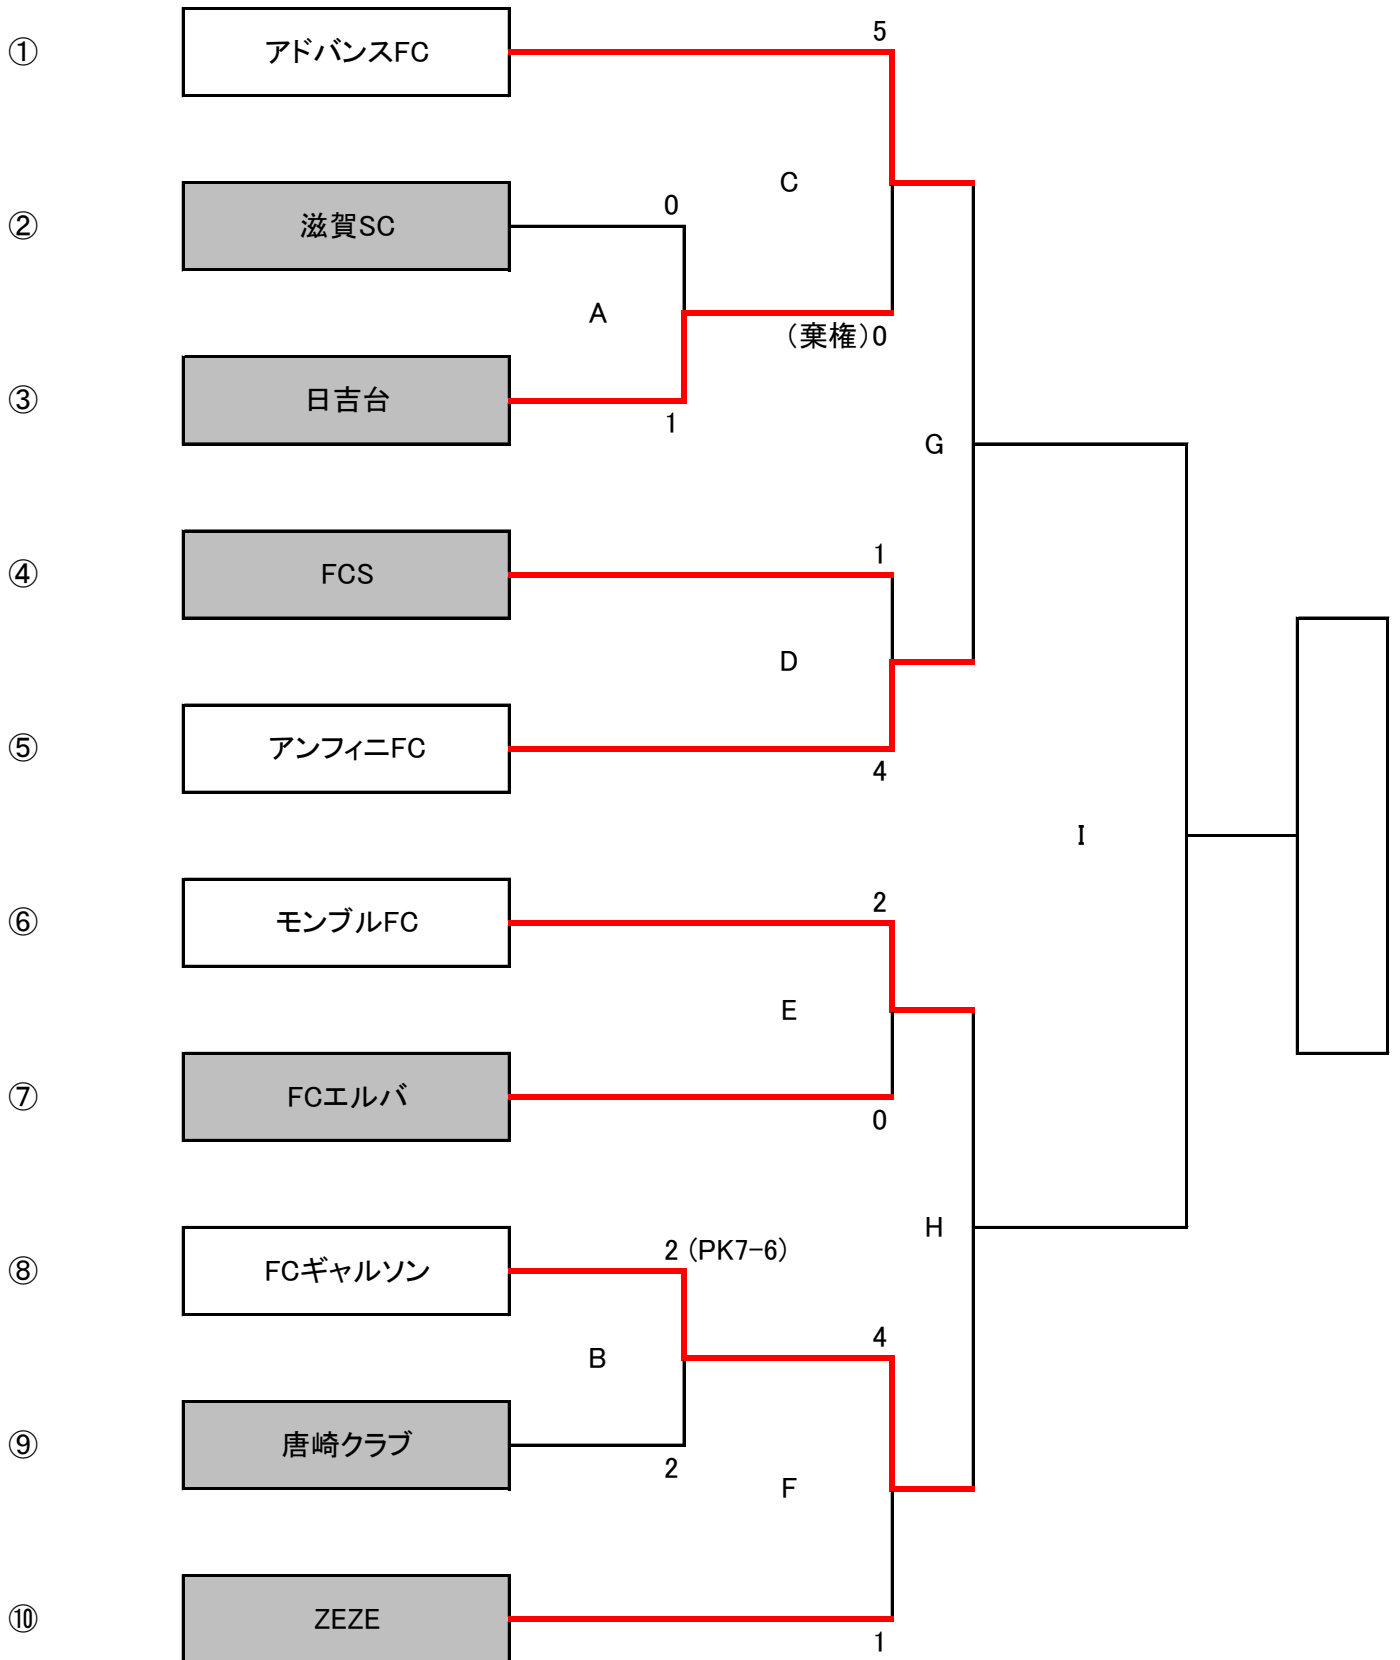 ① アドバンスFC 5
C
② 滋賀SC 0
A
(棄権)0
③ 日吉台 1
G
④ FCS 1
D
⑤ アンフィニFC 4
I
⑥ モンブルFC 2
E
⑦ FCエルバ 0
H
⑧ FCギャルソン 2 (PK7-6)
4
B
⑨ 唐崎クラブ 2
F
⑩ ZEZE 1